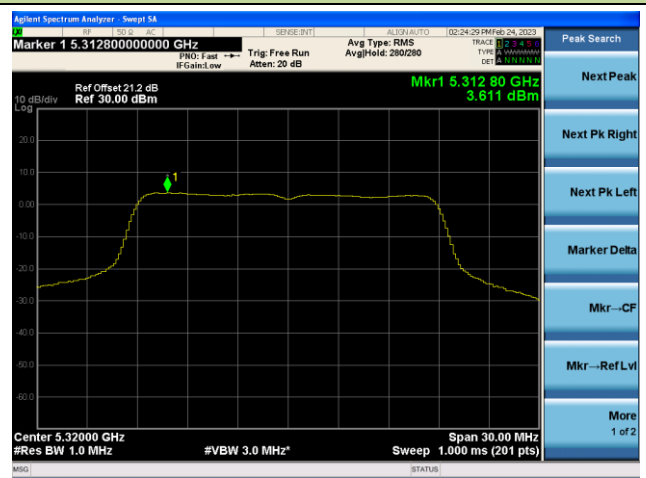 Agilent Spectrum Analyzer - Swept SA
RF 50 Ω AC SENSE:INT ALIGN AUTO 02:24:29 PM Feb 24, 2023
Marker 1 5.312800000000 GHz
PNO: Fast
IFGain:Low
Trig: Free Run
Atten: 20 dB
Avg Type: RMS
Avg|Hold: 280/280
TRACE 1 2 3 4 5 6
TYPE A
DET A N N N N N
Peak Search
Ref Offset 21.2 dB
10 dB/div Ref 30.00 dBm
Log
Mkr1 5.312 80 GHz
3.611 dBm
20.0
10.0
0.00
-10.0
-20.0
-30.0
-40.0
-50.0
-60.0
1
Center 5.32000 GHz Span 30.00 MHz
#Res BW 1.0 MHz #VBW 3.0 MHz* Sweep 1.000 ms (201 pts)
MSG STATUS
Next Peak
Next Pk Right
Next Pk Left
Marker Delta
Mkr→CF
Mkr→Ref Lvl
More
1 of 2